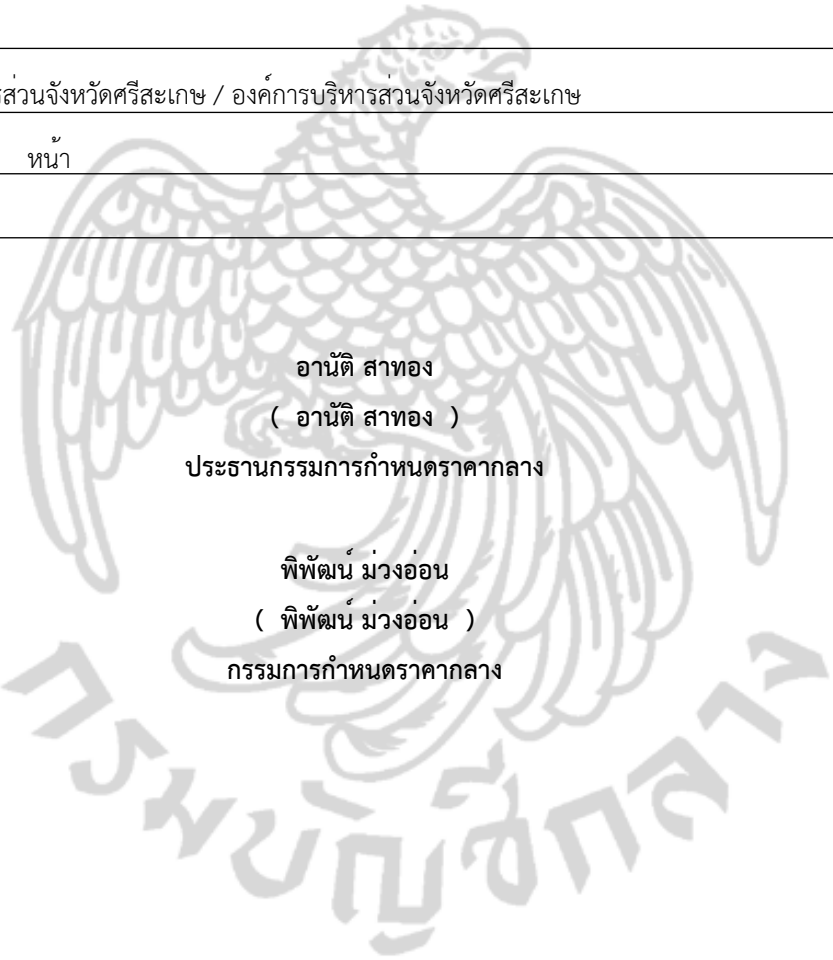 ส่วนจังหวัดศรีสะเกษ / องค์การบริหารส่วนจังหวัดศรีสะเกษ
หน้า
อานัติ สาทอง
( อานัติ สาทอง )
ประธานกรรมการกำหนดราคากลาง
พิพัฒน์ ม่วงอ่อน
( พิพัฒน์ ม่วงอ่อน )
กรรมการกำหนดราคากลาง
กรมบัญชีกลาง